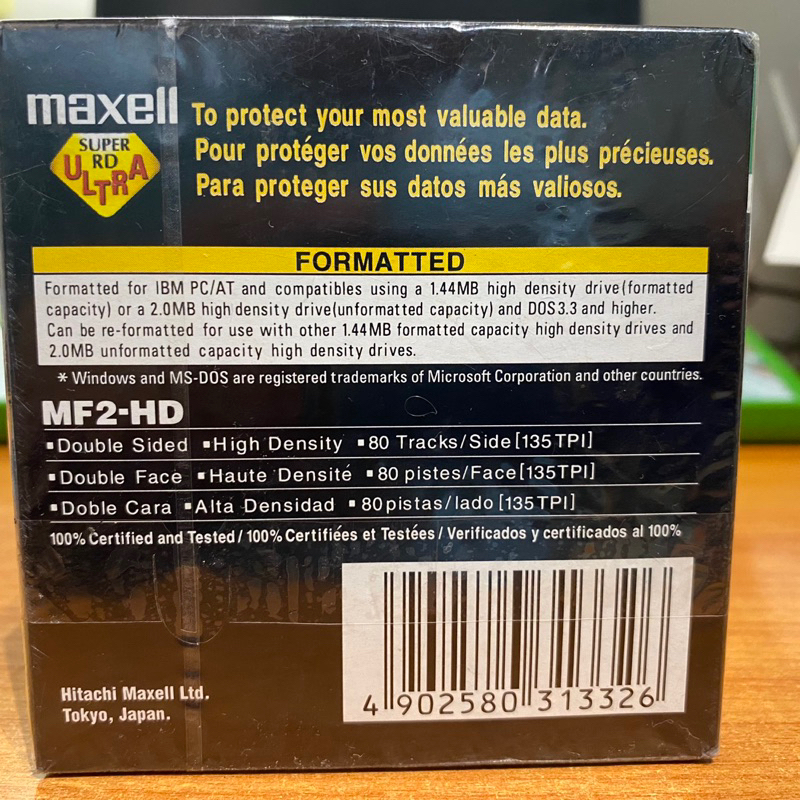 maxell
SUPER
RD
ULTRA
To protect your most valuable data.
Pour protéger vos données les plus précieuses.
Para proteger sus datos más valiosos.
FORMATTED
Formatted for IBM PC/AT and compatibles using a 1.44MB high density drive(formatted
capacity) or a 2.0MB high density drive(unformatted capacity) and DOS3.3 and higher.
Can be re-formatted for use with other 1.44MB formatted capacity high density drives and
2.0MB unformatted capacity high density drives.
* Windows and MS-DOS are registered trademarks of Microsoft Corporation and other countries.
MF2-HD
▪Double Sided ▪High Density ▪80 Tracks/Side[135TPI]
▪Double Face ▪Haute Densité ▪80 pistes/Face[135TPI]
▪Doble Cara ▪Alta Densidad ▪80pistas/lado [135TPI]
100% Certified and Tested / 100% Certifiées et Testées / Verificados y certificados al 100%
Hitachi Maxell Ltd.
Tokyo, Japan.
4 902580 313326